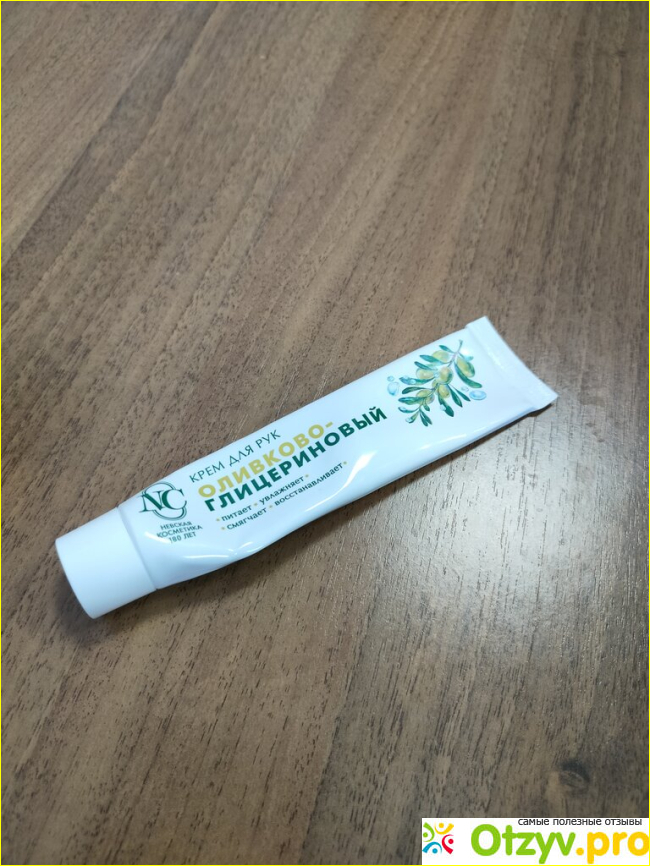 КРЕМ ДЛЯ РУК
ОЛИВКОВО-
ГЛИЦЕРИНОВЫЙ
• питает • увлажняет •
• смягчает • восстанавливает •
NC
НЕВСКАЯ
КОСМЕТИКА
180 ЛЕТ
самые полезные отзывы
Otzyv.pro